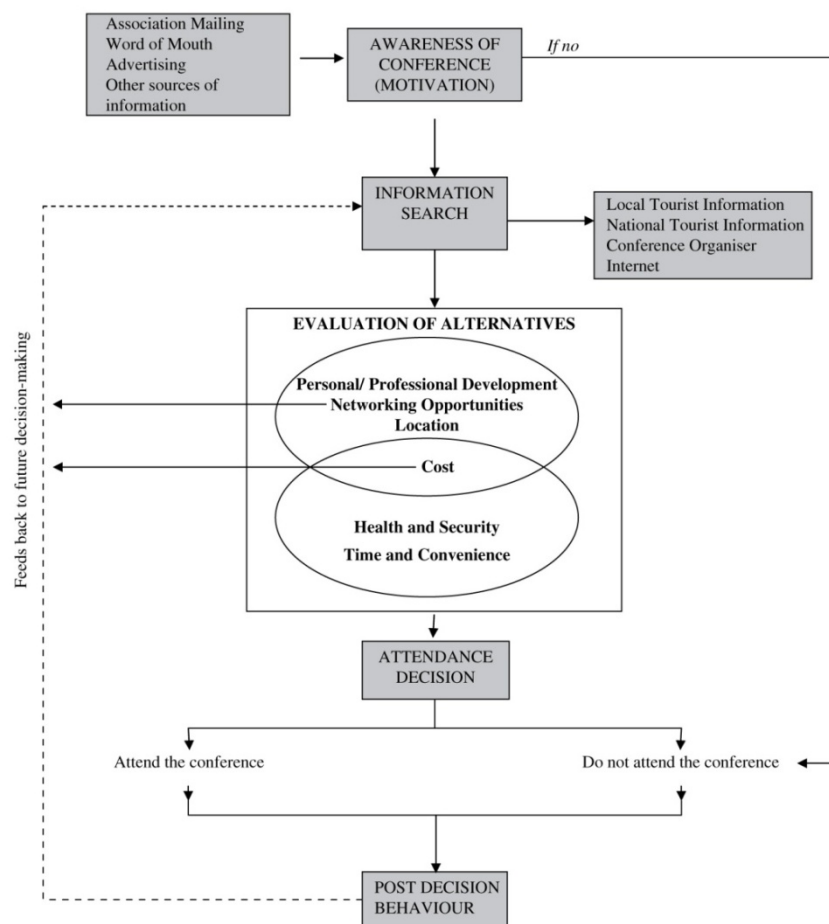 Association Mailing
Word of Mouth
Advertising
Other sources of
information
AWARENESS OF
CONFERENCE
(MOTIVATION)
If no
INFORMATION
SEARCH
Local Tourist Information
National Tourist Information
Conference Organiser
Internet
EVALUATION OF ALTERNATIVES
Personal/ Professional Development
Networking Opportunities
Location
Cost
Health and Security
Time and Convenience
Feeds back to future decision-making
ATTENDANCE
DECISION
Attend the conference
Do not attend the conference
POST DECISION
BEHAVIOUR